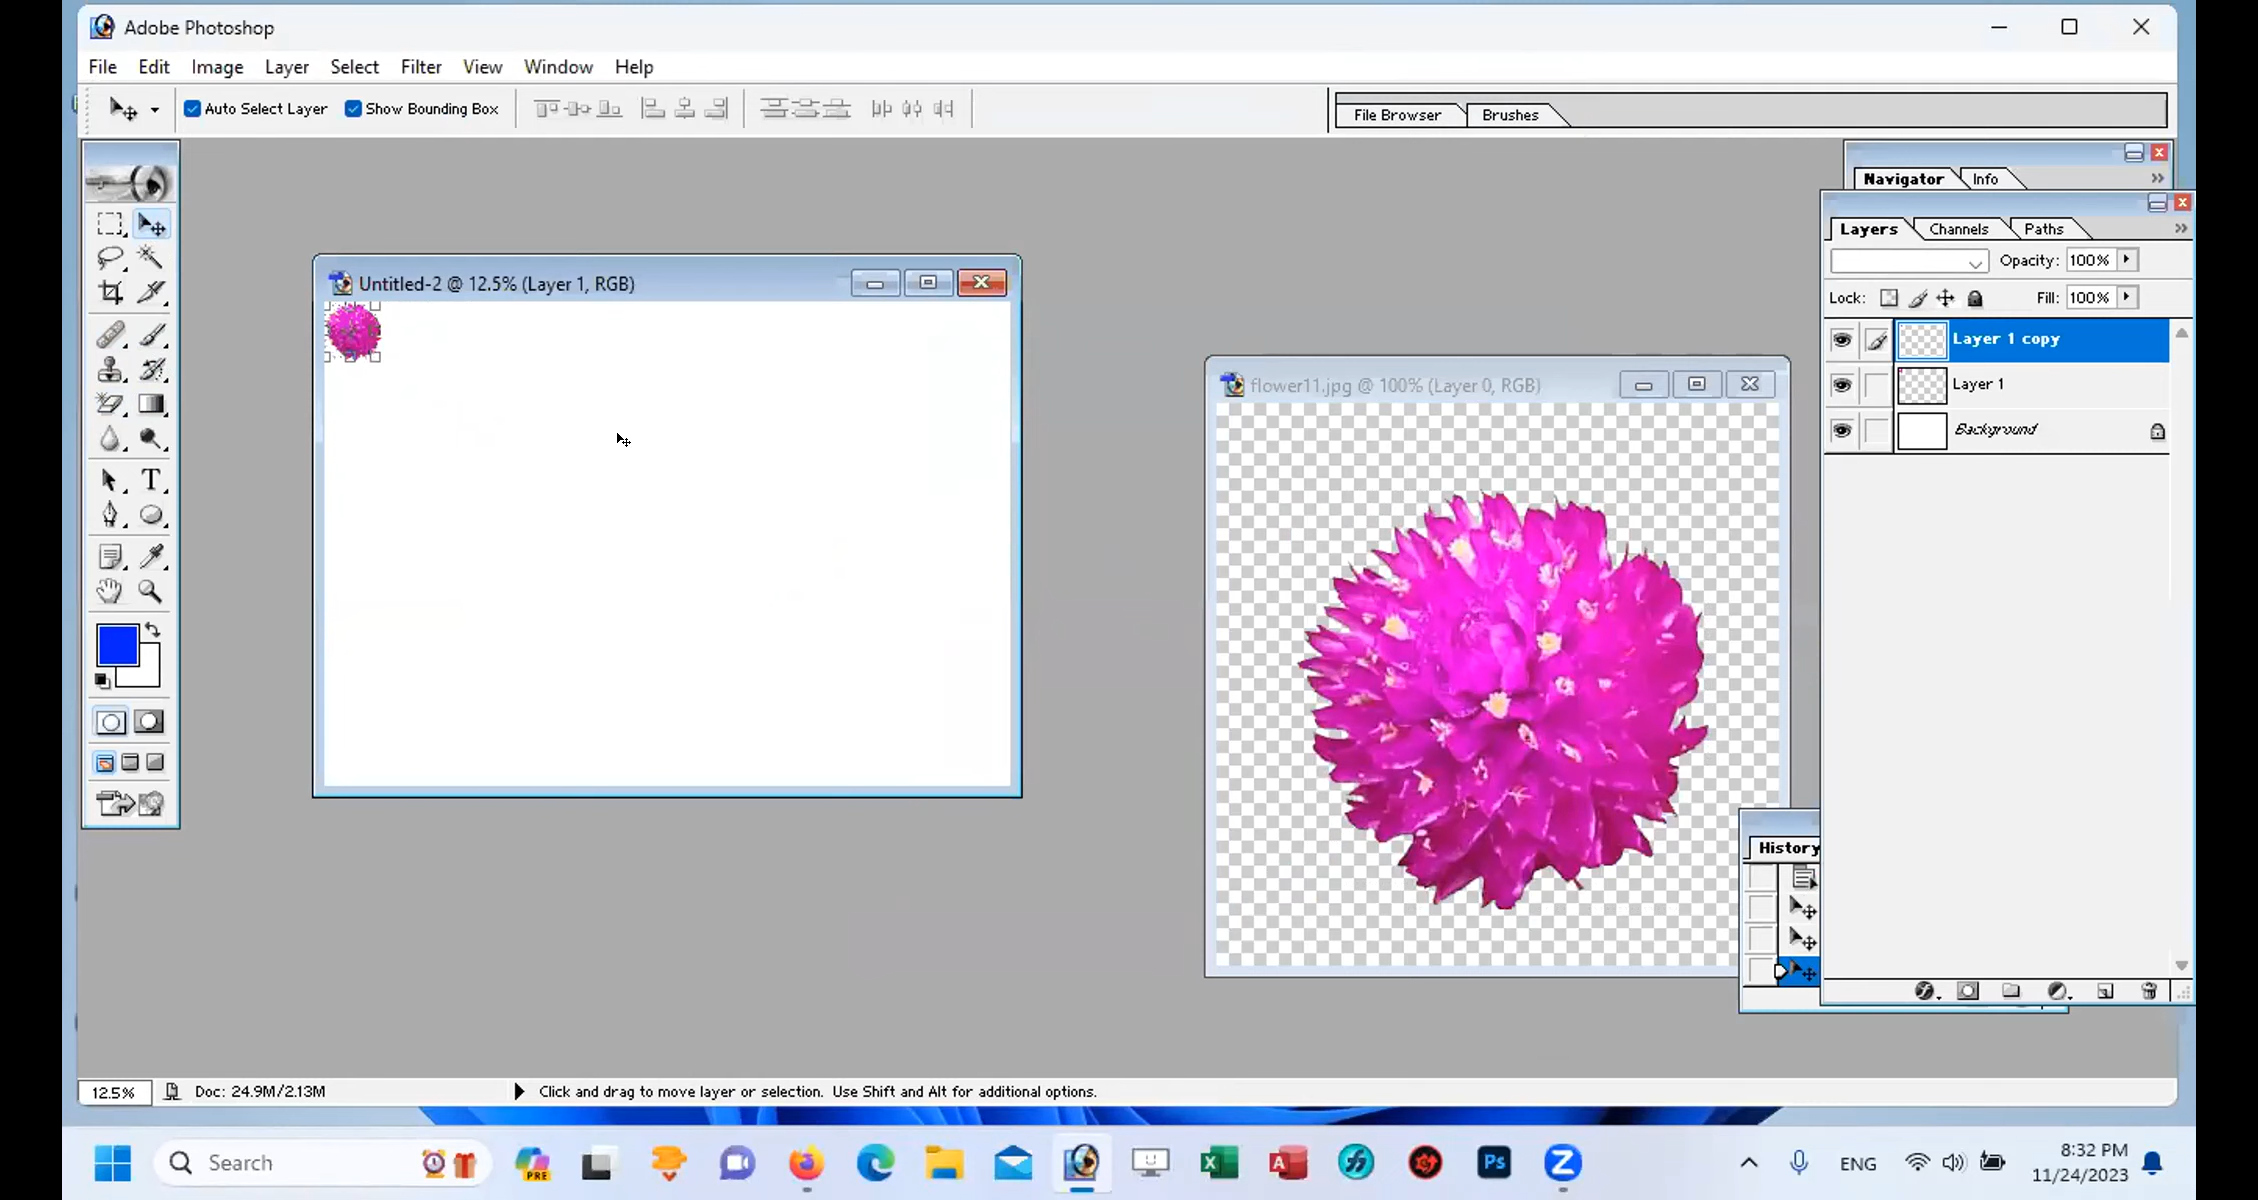 Adobe Photoshop
File Edit Image Layer Select Filter View Window Help
Auto Select Layer Show Bounding Box File Browser Brushes
Navigator Info
Layers Channels Paths
Opacity: 100%
Lock: Fill: 100%
Layer 1 copy
Layer 1
Background
Untitled-2 @ 12.5% (Layer 1, RGB)
flower11.jpg @ 100% (Layer 0, RGB)
T
History
12.5% Doc: 24.9M/2.13M Click and drag to move layer or selection. Use Shift and Alt for additional options.
Search
PRE
Ps
Z
ENG
8:32 PM
11/24/2023